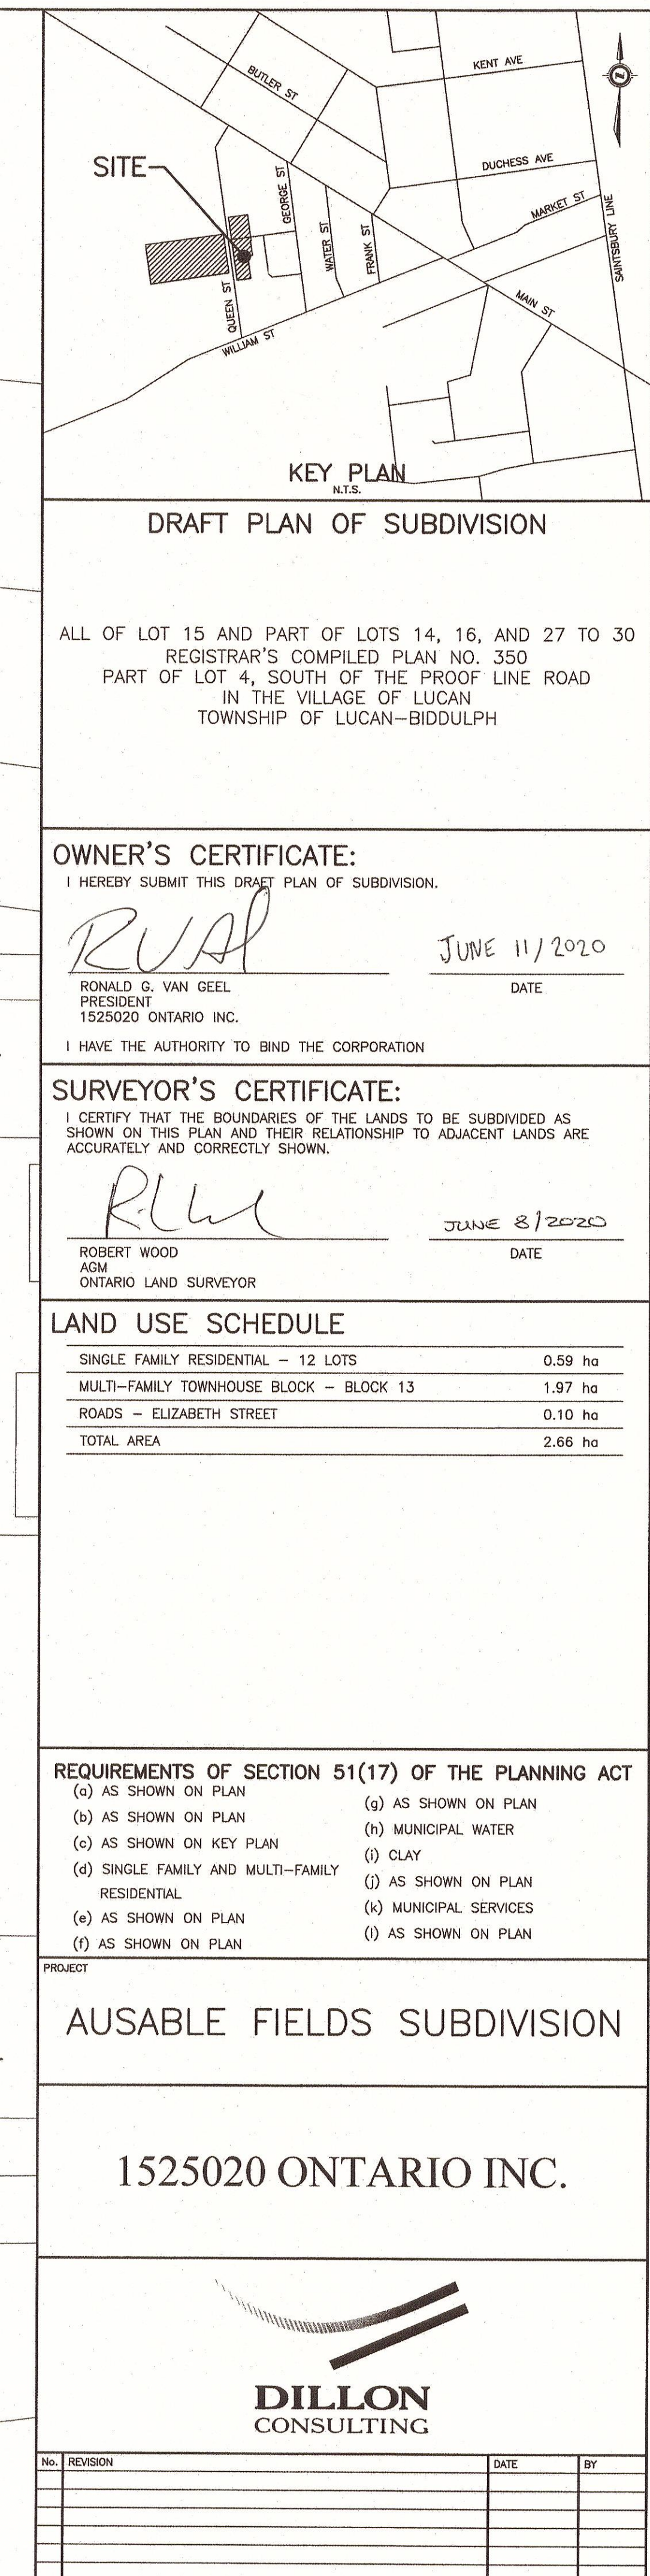 KENT AVE
BUTLER ST
DUCHESS AVE
SITE
GEORGE ST
MARKET ST
SAINTSBURY LINE
WATER ST
FRANK ST
QUEEN ST
MAIN ST
WILLIAM ST
KEY PLAN
N.T.S.
DRAFT PLAN OF SUBDIVISION
ALL OF LOT 15 AND PART OF LOTS 14, 16, AND 27 TO 30
REGISTRAR'S COMPILED PLAN NO. 350
PART OF LOT 4, SOUTH OF THE PROOF LINE ROAD
IN THE VILLAGE OF LUCAN
TOWNSHIP OF LUCAN-BIDDULPH
OWNER'S CERTIFICATE:
I HEREBY SUBMIT THIS DRAFT PLAN OF SUBDIVISION.
JUNE 11/2020
RONALD G. VAN GEEL DATE
PRESIDENT
1525020 ONTARIO INC.
I HAVE THE AUTHORITY TO BIND THE CORPORATION
SURVEYOR'S CERTIFICATE:
I CERTIFY THAT THE BOUNDARIES OF THE LANDS TO BE SUBDIVIDED AS
SHOWN ON THIS PLAN AND THEIR RELATIONSHIP TO ADJACENT LANDS ARE
ACCURATELY AND CORRECTLY SHOWN.
JUNE 8/2020
ROBERT WOOD DATE
AGM
ONTARIO LAND SURVEYOR
LAND USE SCHEDULE
SINGLE FAMILY RESIDENTIAL - 12 LOTS 0.59 ha
MULTI-FAMILY TOWNHOUSE BLOCK - BLOCK 13 1.97 ha
ROADS - ELIZABETH STREET 0.10 ha
TOTAL AREA 2.66 ha
REQUIREMENTS OF SECTION 51(17) OF THE PLANNING ACT
(a) AS SHOWN ON PLAN
(b) AS SHOWN ON PLAN
(c) AS SHOWN ON KEY PLAN
(d) SINGLE FAMILY AND MULTI-FAMILY
RESIDENTIAL
(e) AS SHOWN ON PLAN
(f) AS SHOWN ON PLAN
(g) AS SHOWN ON PLAN
(h) MUNICIPAL WATER
(i) CLAY
(j) AS SHOWN ON PLAN
(k) MUNICIPAL SERVICES
(l) AS SHOWN ON PLAN
PROJECT
AUSABLE FIELDS SUBDIVISION
1525020 ONTARIO INC.
DILLON
CONSULTING
No. REVISION DATE BY